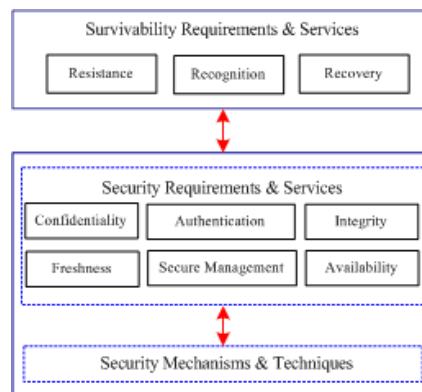 Survivability Requirements & Services
Resistance
Recognition
Recovery
Security Requirements & Services
Confidentiality
Authentication
Integrity
Freshness
Secure Management
Availability
Security Mechanisms & Techniques